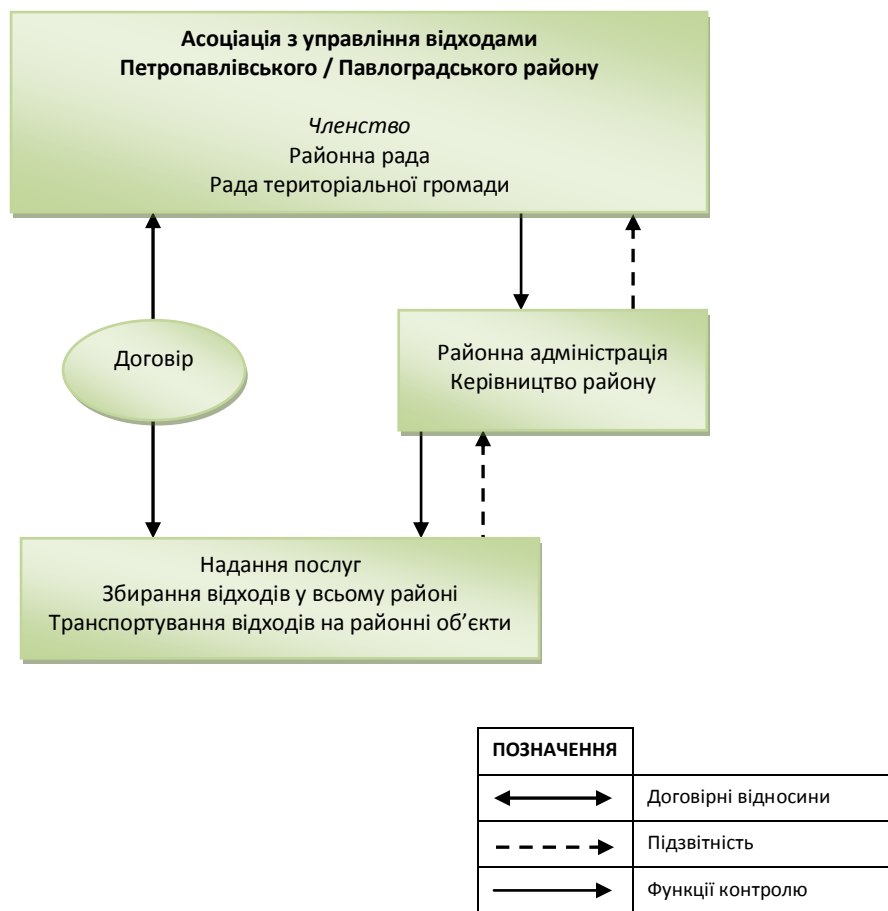 Асоціація з управління відходами
Петропавлівського / Павлоградського району
Членство
Районна рада
Рада територіальної громади
Договір
Районна адміністрація
Керівництво району
Надання послуг
Збирання відходів у всьому районі
Транспортування відходів на районні об’єкти
ПОЗНАЧЕННЯ
Договірні відносини
Підзвітність
Функції контролю